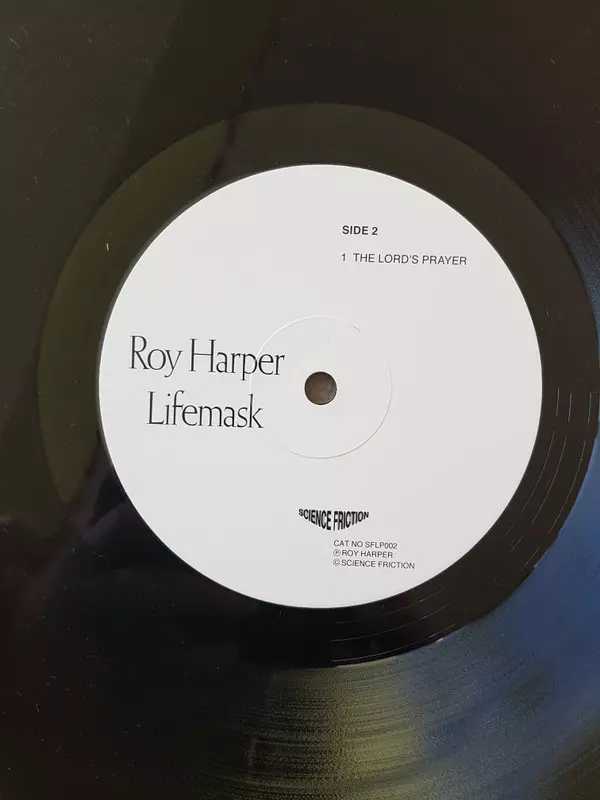 SIDE 2
1 THE LORD'S PRAYER
Roy Harper
Lifemask
SCIENCE FRICTION
CAT NO SFLP002
℗ ROY HARPER
© SCIENCE FRICTION